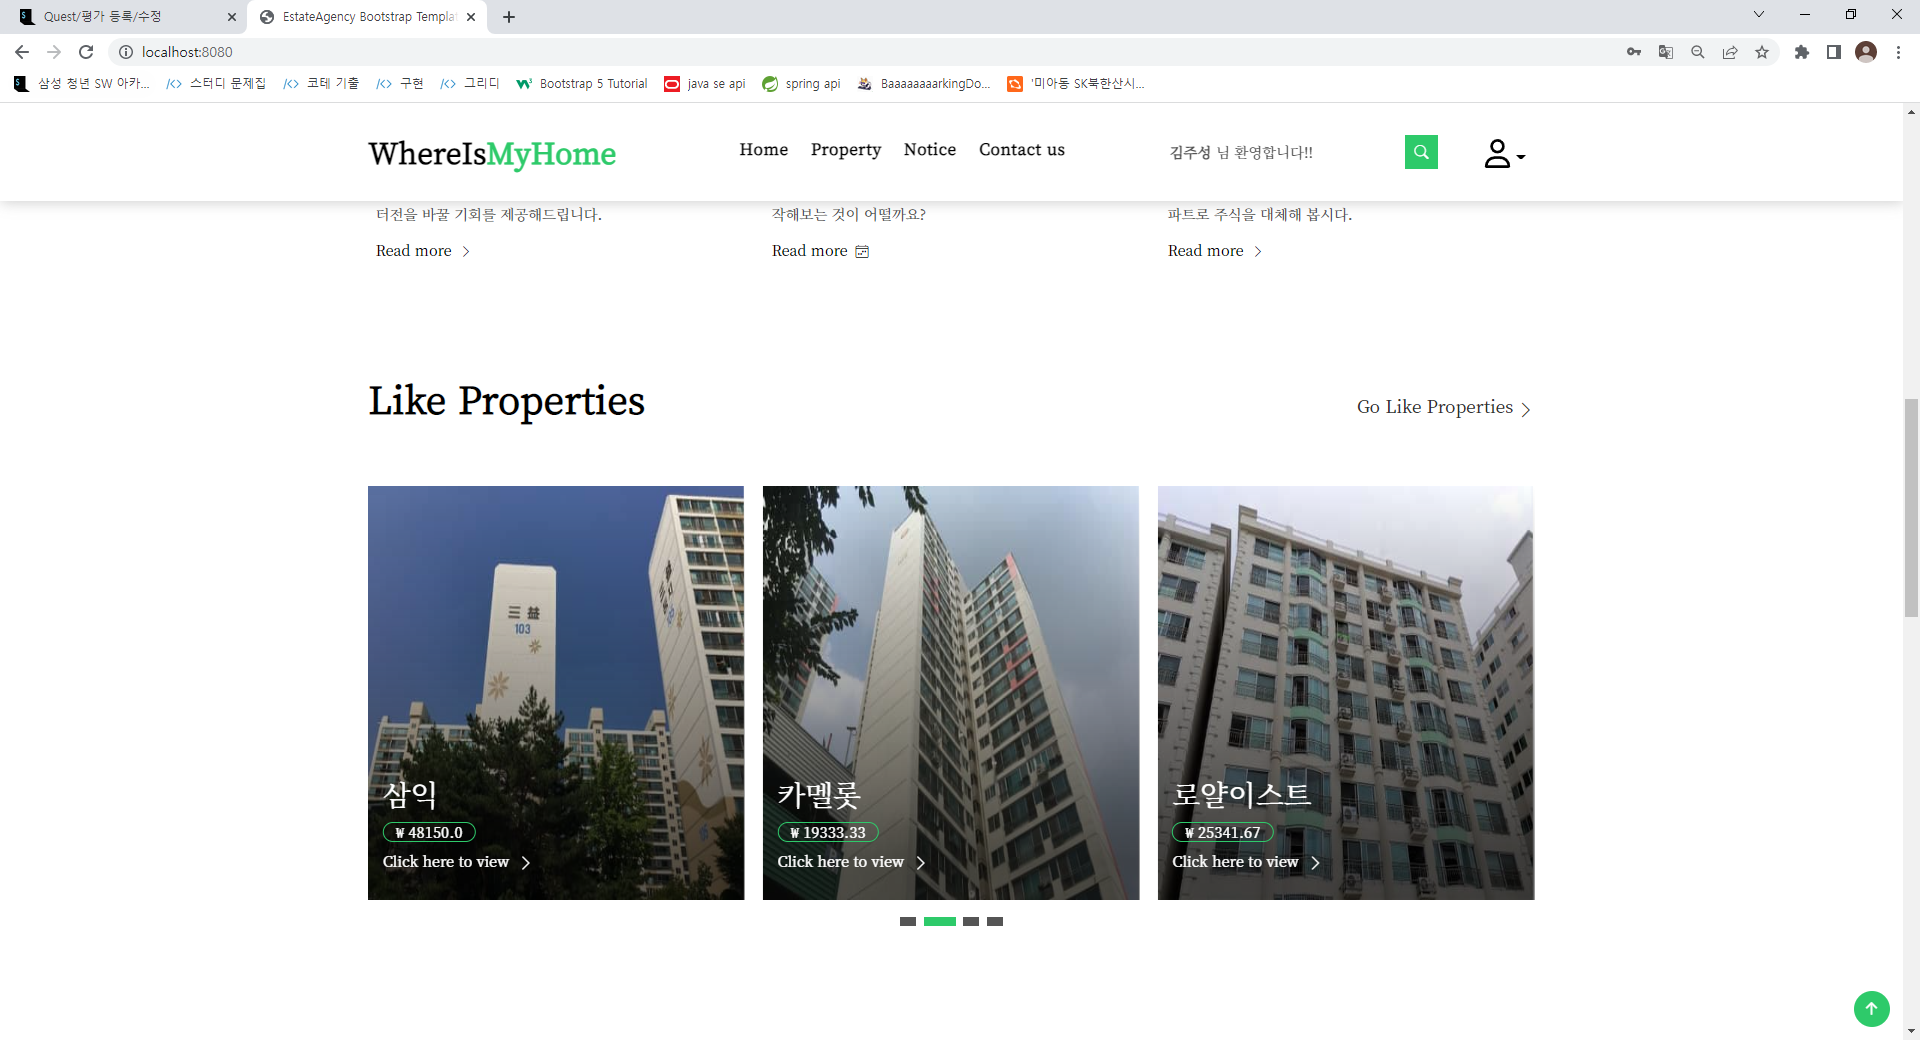 Quest/평가 등록/수정
EstateAgency Bootstrap Templat
localhost:8080
삼성 청년 SW 아카...
스터디 문제집
코테 기출
구현
그리디
Bootstrap 5 Tutorial
java se api
spring api
BaaaaaaaarkingDo...
'미아동 SK북한산시...
WhereIsMyHome
Home
Property
Notice
Contact us
김주성 님 환영합니다!!
터전을 바꿀 기회를 제공해드립니다.
작해보는 것이 어떨까요?
파트로 주식을 대체해 봅시다.
Read more
Read more
Read more
Like Properties
Go Like Properties
三益
103
삼익
₩ 48150.0
Click here to view
카멜롯
₩ 19333.33
Click here to view
로얄이스트
₩ 25341.67
Click here to view